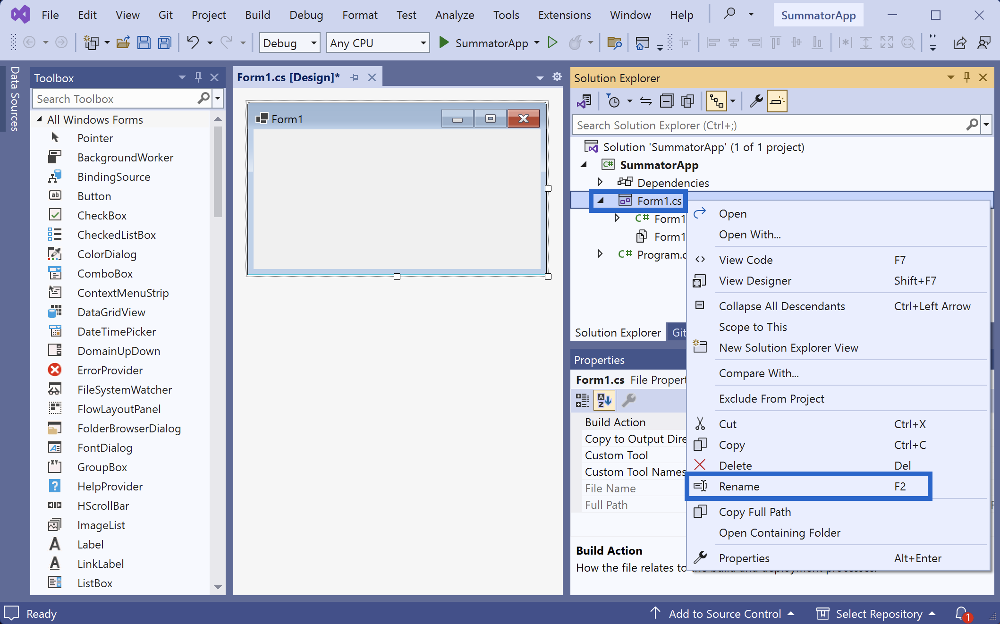 File Edit View Git Project Build Debug Format Test Analyze Tools Extensions Window Help SummatorApp
Debug Any CPU SummatorApp
Data Sources
Toolbox
Search Toolbox
All Windows Forms
Pointer
BackgroundWorker
BindingSource
Button
CheckBox
CheckedListBox
ColorDialog
ComboBox
ContextMenuStrip
DataGridView
DateTimePicker
DomainUpDown
ErrorProvider
FileSystemWatcher
FlowLayoutPanel
FolderBrowserDialog
FontDialog
GroupBox
HelpProvider
HScrollBar
ImageList
Label
LinkLabel
ListBox
Form1.cs [Design]*
Form1
Solution Explorer
Search Solution Explorer (Ctrl+;)
Solution 'SummatorApp' (1 of 1 project)
C# SummatorApp
Dependencies
Form1.cs
C# Form1
Form1
C# Program.c
Solution Explorer Git
Properties
Form1.cs File Propert
Build Action
Copy to Output Dire
Custom Tool
Custom Tool Names
File Name
Full Path
Build Action
How the file relates to the build and deployment processes.
Open
Open With...
View Code F7
View Designer Shift+F7
Collapse All Descendants Ctrl+Left Arrow
Scope to This
New Solution Explorer View
Compare With...
Exclude From Project
Cut Ctrl+X
Copy Ctrl+C
Delete Del
Rename F2
Copy Full Path
Open Containing Folder
Properties Alt+Enter
Ready Add to Source Control Select Repository 1